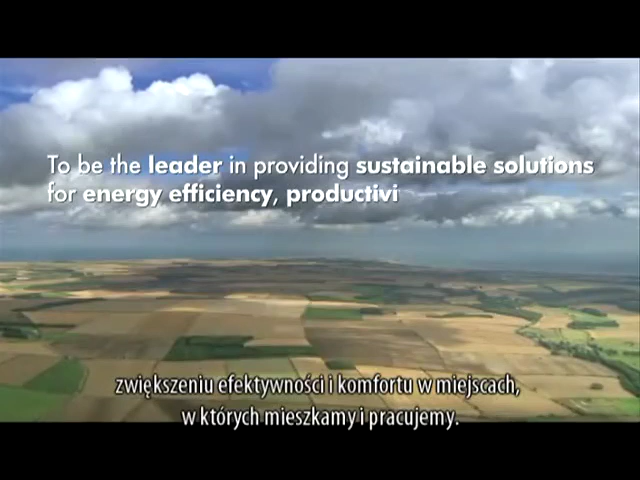 To be the leader in providing sustainable solutions
for energy efficiency, productivi
zwiększeniu efektywności i komfortu w miejscach,
w których mieszkamy i pracujemy.